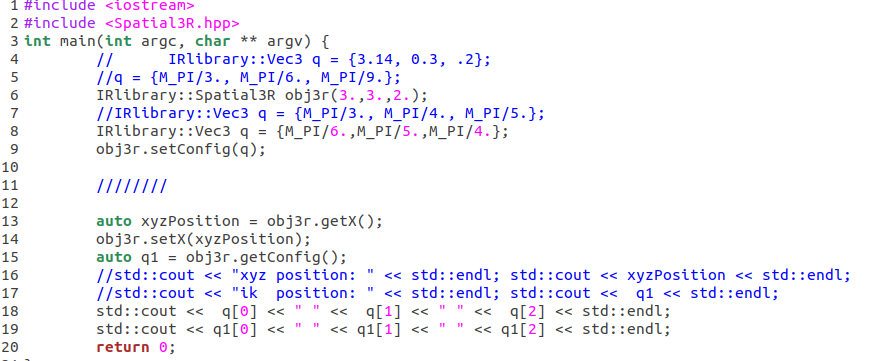 1 #include <iostream>
2 #include <Spatial3R.hpp>
3 int main(int argc, char ** argv) {
4         //      IRlibrary::Vec3 q = {3.14, 0.3, .2};
5         //q = {M_PI/3., M_PI/6., M_PI/9.};
6         IRlibrary::Spatial3R obj3r(3.,3.,2.);
7         //IRlibrary::Vec3 q = {M_PI/3., M_PI/4., M_PI/5.};
8         IRlibrary::Vec3 q = {M_PI/6.,M_PI/5.,M_PI/4.};
9         obj3r.setConfig(q);
10
11         ////////
12
13         auto xyzPosition = obj3r.getX();
14         obj3r.setX(xyzPosition);
15         auto q1 = obj3r.getConfig();
16         //std::cout << "xyz position: " << std::endl; std::cout << xyzPosition << std::endl;
17         //std::cout << "ik  position: " << std::endl; std::cout <<  q1 << std::endl;
18         std::cout <<  q[0] << " " <<  q[1] << " " <<  q[2] << std::endl;
19         std::cout << q1[0] << " " << q1[1] << " " << q1[2] << std::endl;
20         return 0;